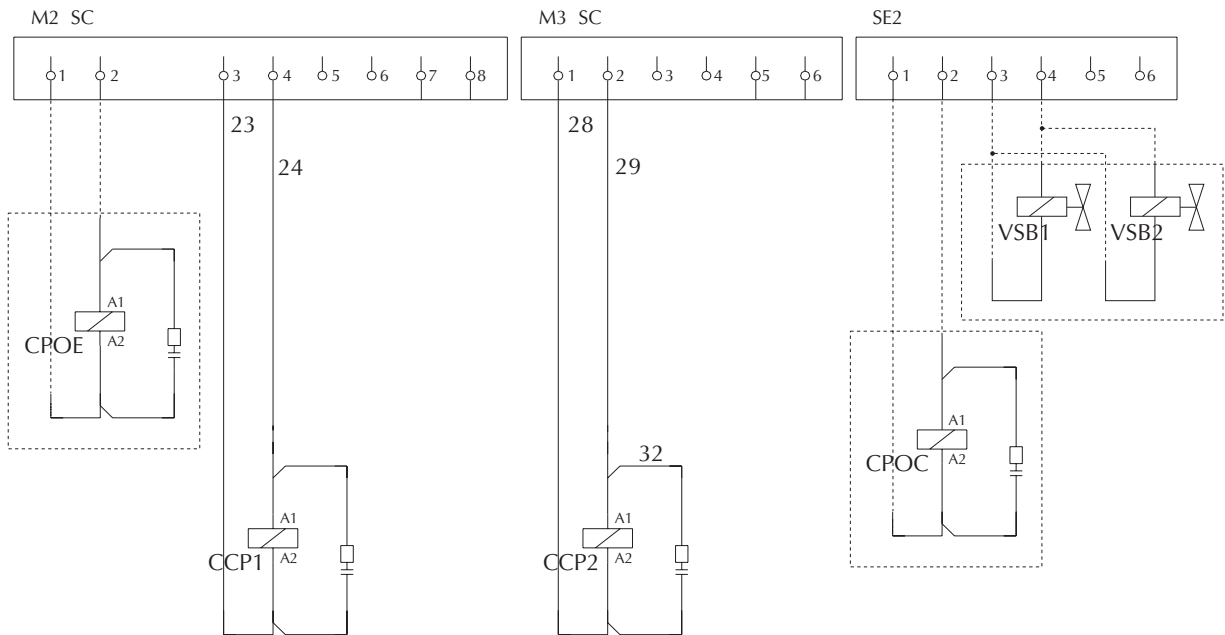 M2 SC M3 SC SE2
1 2 3 4 5 6 7 8 1 2 3 4 5 6 1 2 3 4 5 6
23 28
24 29
VSB1 VSB2
A1
CPOE A2
A1
32 CPOC A2
A1 A1
CCP1 A2 CCP2 A2